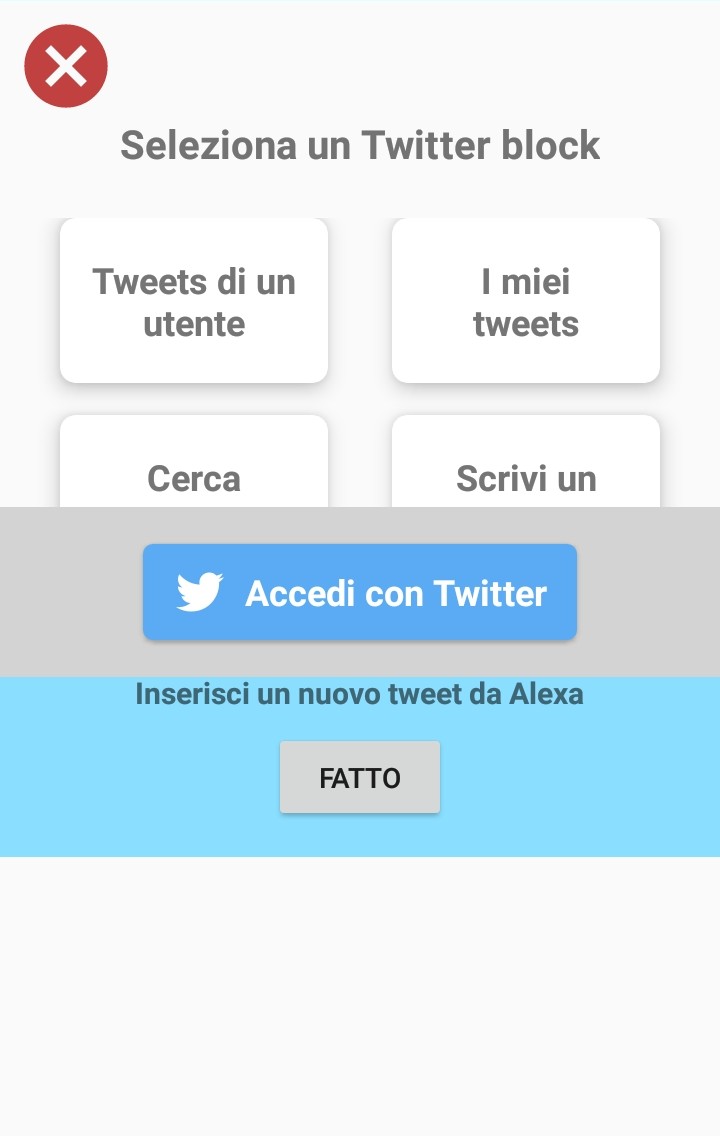 Seleziona un Twitter block
Tweets di un
utente
I miei
tweets
Cerca
Scrivi un
Accedi con Twitter
Inserisci un nuovo tweet da Alexa
FATTO